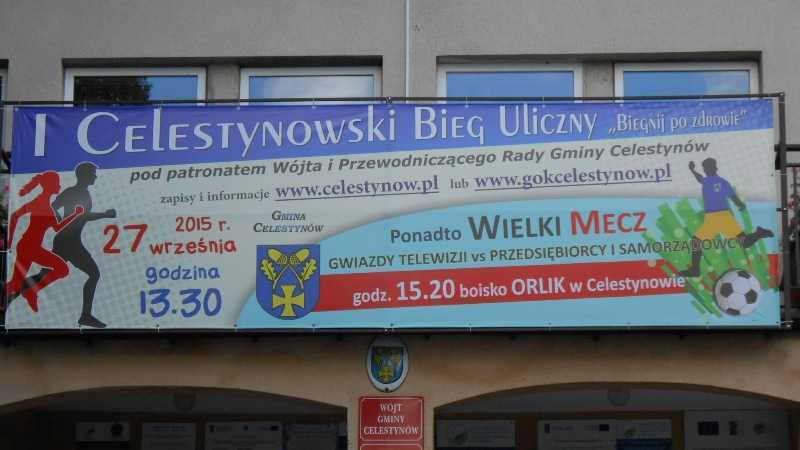 I Celestynowski Bieg Uliczny „Biegnij po zdrowie"
pod patronatem Wójta i Przewodniczącego Rady Gminy Celestynów
zapisy i informacje www.celestynow.pl lub www.gokcelestynow.pl
2015 r.
27 września
godzina
13.30
Gmina
Celestynów
Ponadto Wielki Mecz
GWIAZDY TELEWIZJI vs PRZEDSIĘBIORCY I SAMORZĄDOWCY
godz. 15.20 boisko ORLIK w Celestynowie
WÓJT
GMINY
CELESTYNÓW